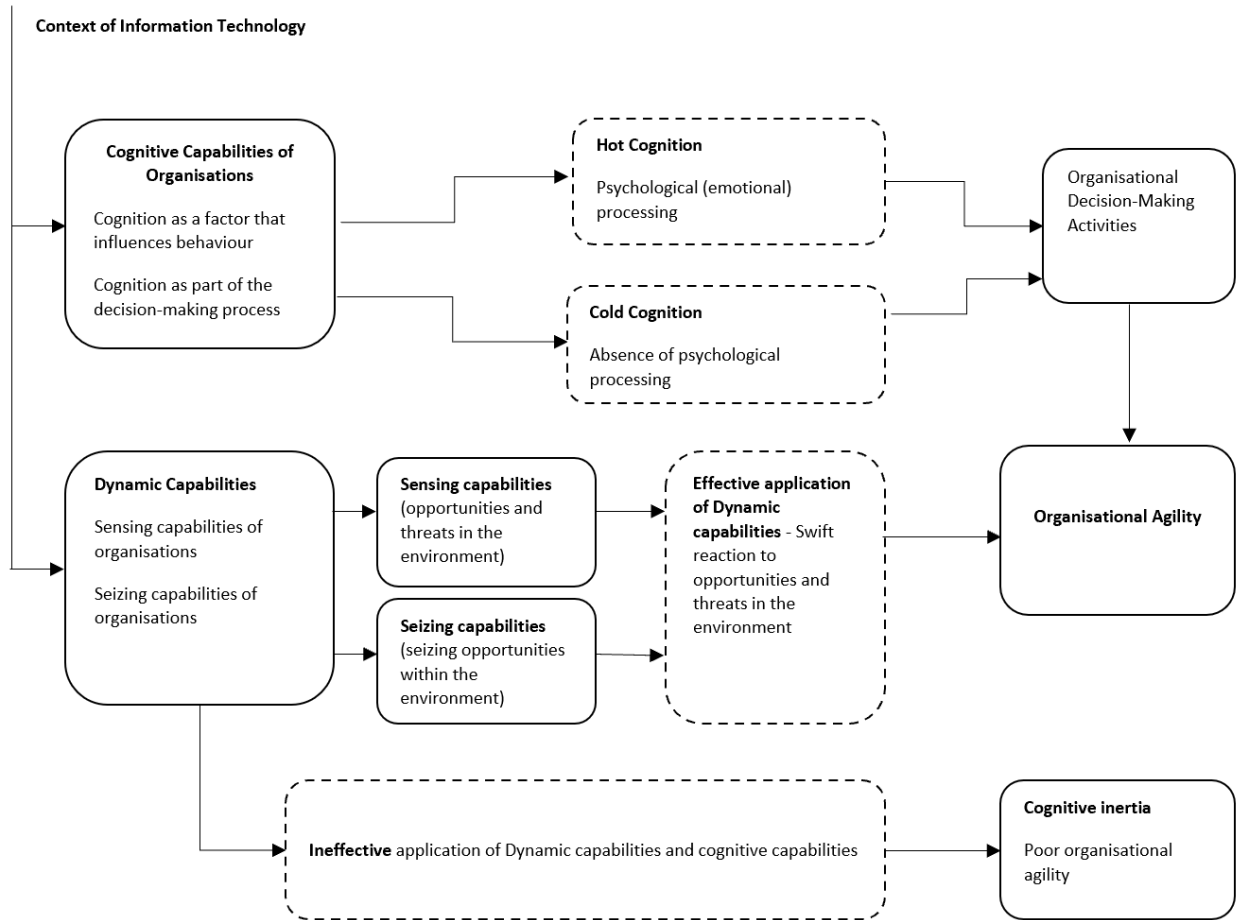 Context of Information Technology
Cognitive Capabilities of
Organisations
Cognition as a factor that
influences behaviour
Cognition as part of the
decision-making process
Hot Cognition
Psychological (emotional)
processing
Cold Cognition
Absence of psychological
processing
Organisational
Decision-Making
Activities
Dynamic Capabilities
Sensing capabilities of
organisations
Seizing capabilities of
organisations
Sensing capabilities
(opportunities and
threats in the
environment)
Seizing capabilities
(seizing opportunities
within the
environment)
Effective application
of Dynamic
capabilities - Swift
reaction to
opportunities and
threats in the
environment
Organisational Agility
Ineffective application of Dynamic capabilities and cognitive capabilities
Cognitive inertia
Poor organisational
agility